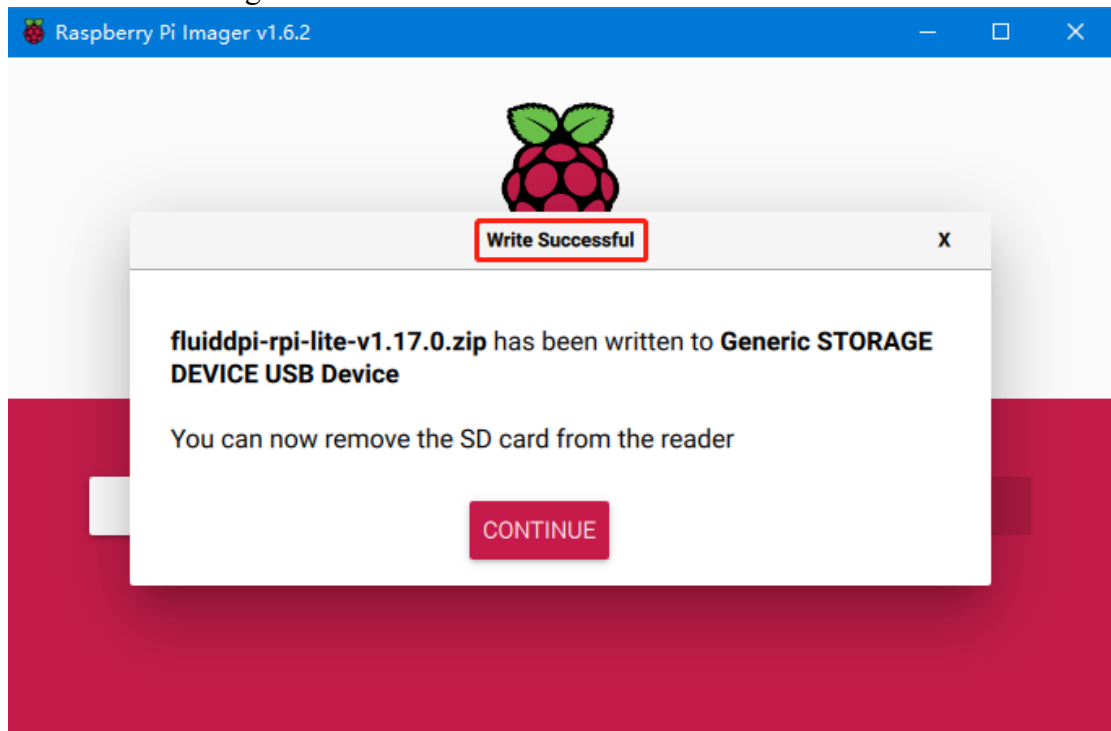 Raspberry Pi Imager v1.6.2
Write Successful
X
fluiddpi-rpi-lite-v1.17.0.zip has been written to Generic STORAGE
DEVICE USB Device
You can now remove the SD card from the reader
CONTINUE